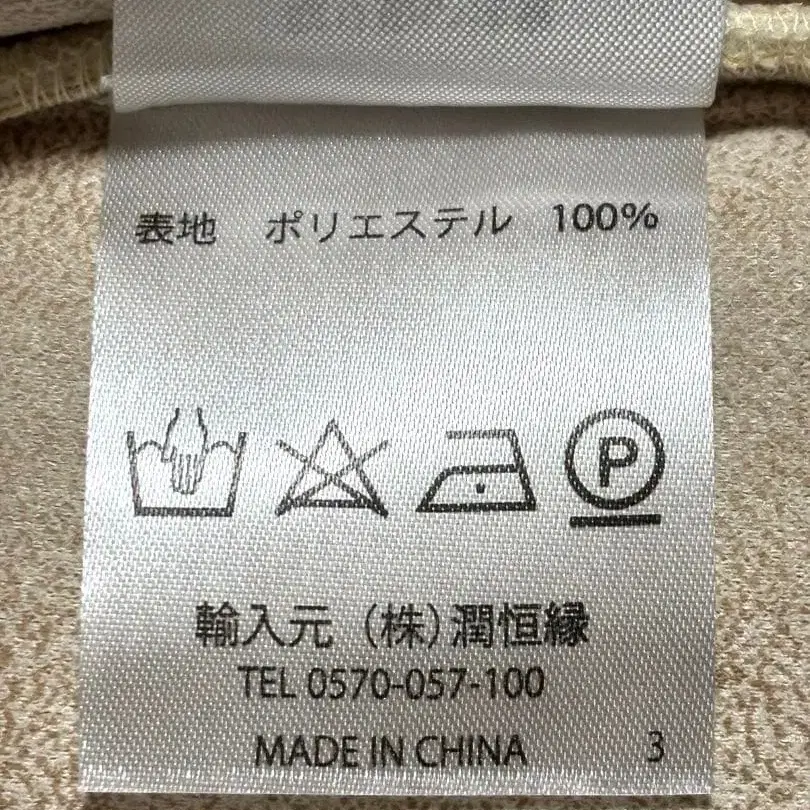 表地 ポリエステル 100%
P
輸入元 (株)潤恒縁
TEL 0570-057-100
MADE IN CHINA 3